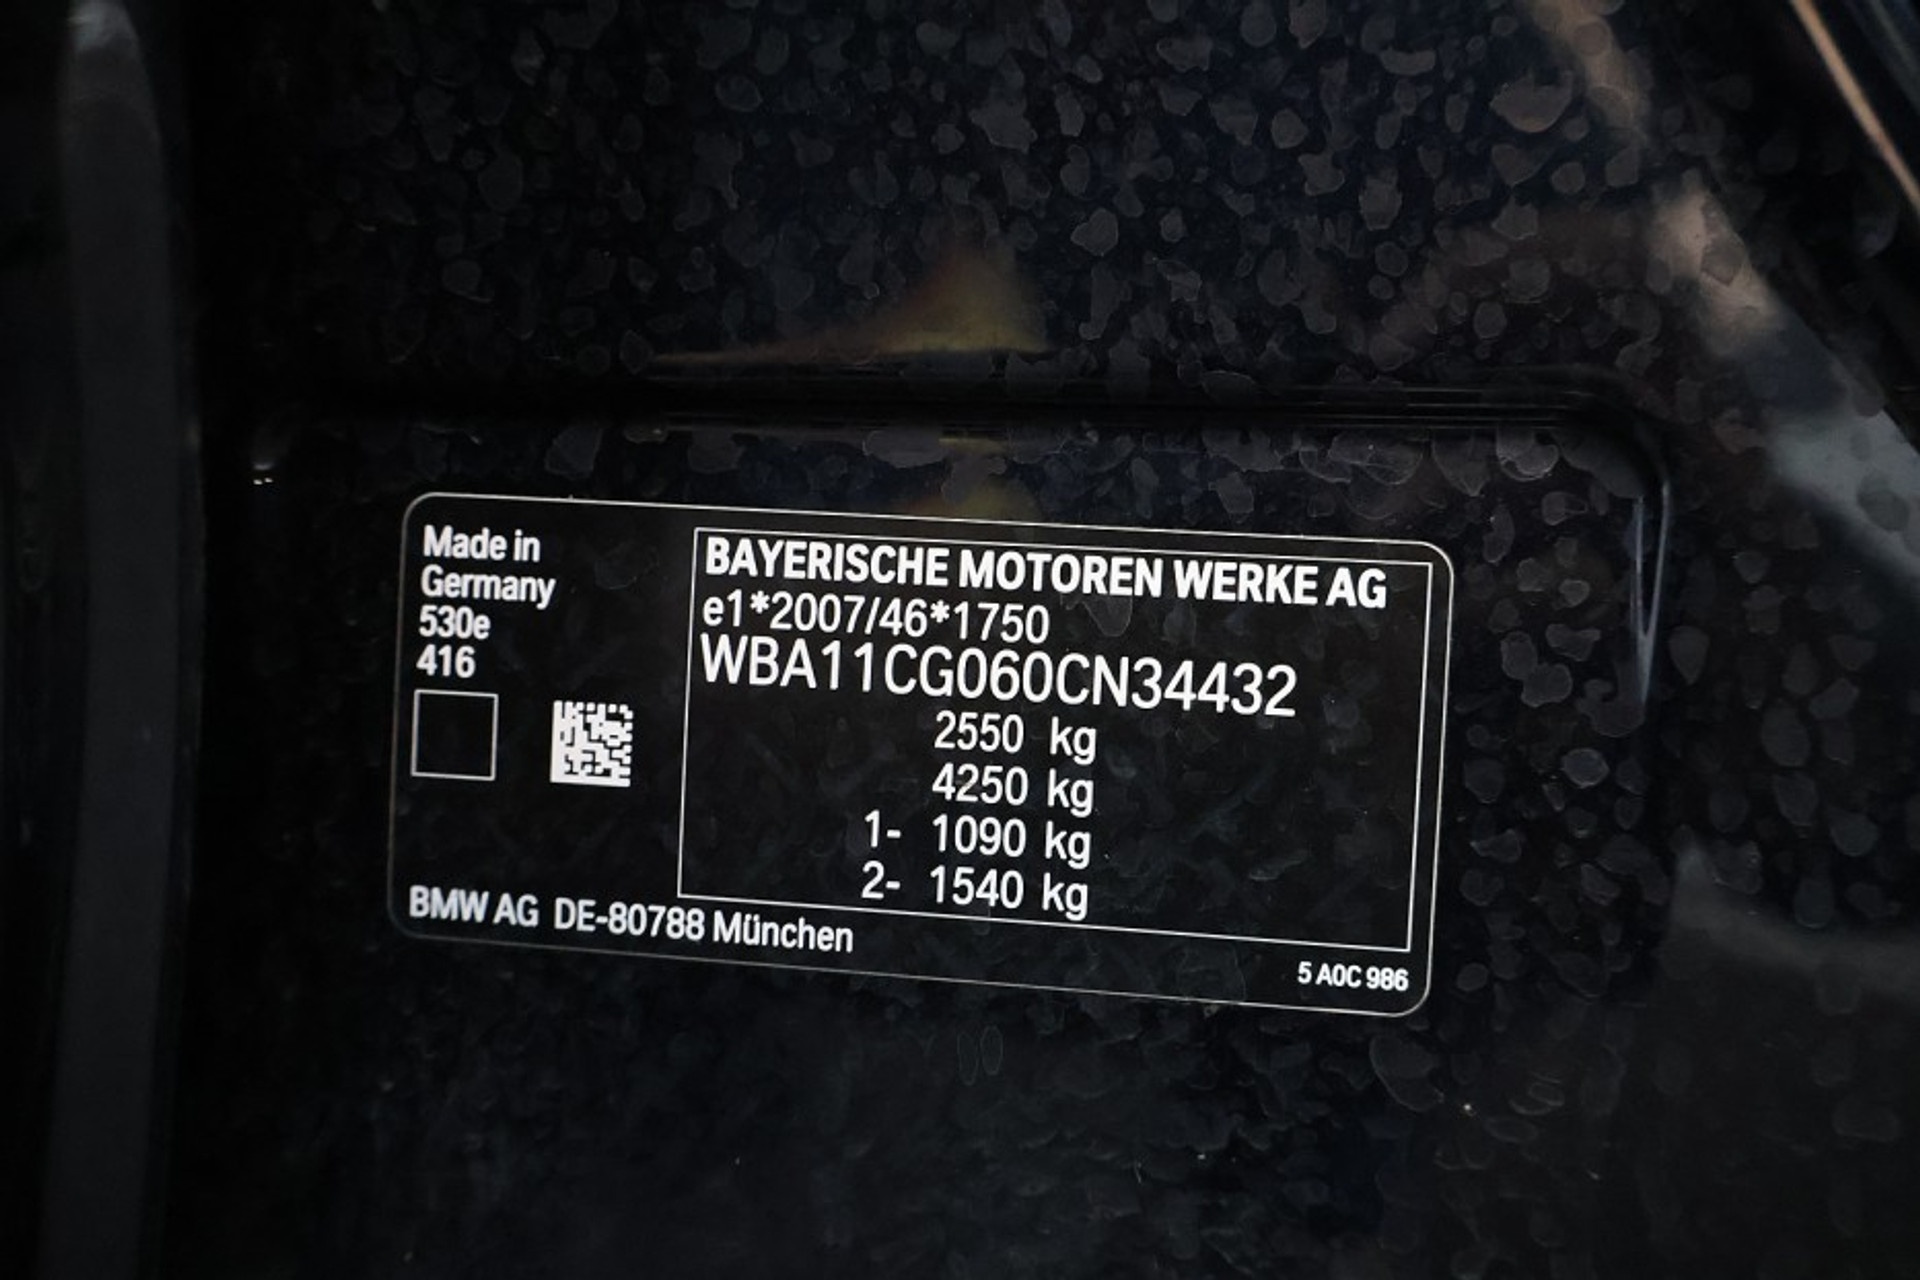 Made in
Germany
530e
416
BAYERISCHE MOTOREN WERKE AG
e1*2007/46*1750
WBA11CG060CN34432
2550 kg
4250 kg
1- 1090 kg
2- 1540 kg
BMW AG DE-80788 München
5 A0C 986